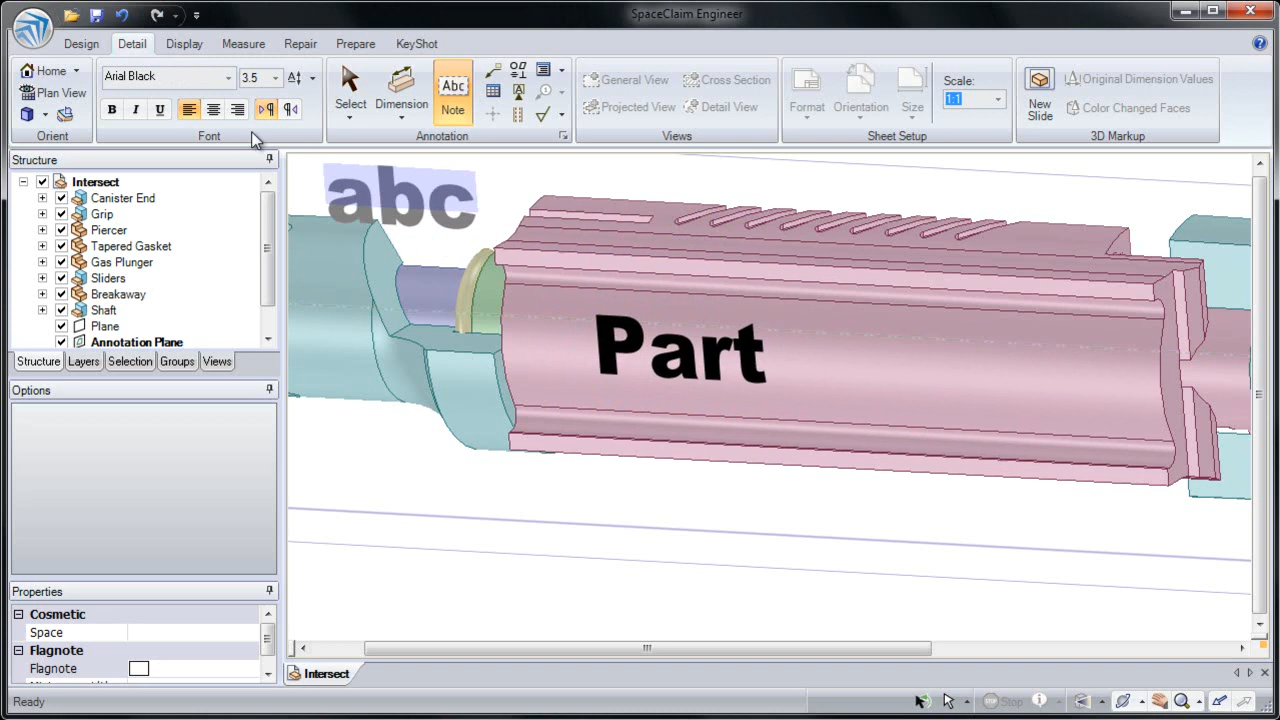 SpaceClaim Engineer
Design Detail Display Measure Repair Prepare KeyShot
Home
Plan View
Orient
Arial Black 3.5
B I U
Font
Select
Dimension
Abc
Note
Annotation
General View Cross Section
Projected View Detail View
Views
Format Orientation Size
Scale:
1:1
Sheet Setup
New
Slide
Original Dimension Values
Color Changed Faces
3D Markup
Structure
Intersect
Canister End
Grip
Piercer
Tapered Gasket
Gas Plunger
Sliders
Breakaway
Shaft
Plane
Annotation Plane
Structure Layers Selection Groups Views
Options
Properties
Cosmetic
Space
Flagnote
Flagnote
abc
Part
Intersect
Ready
Stop